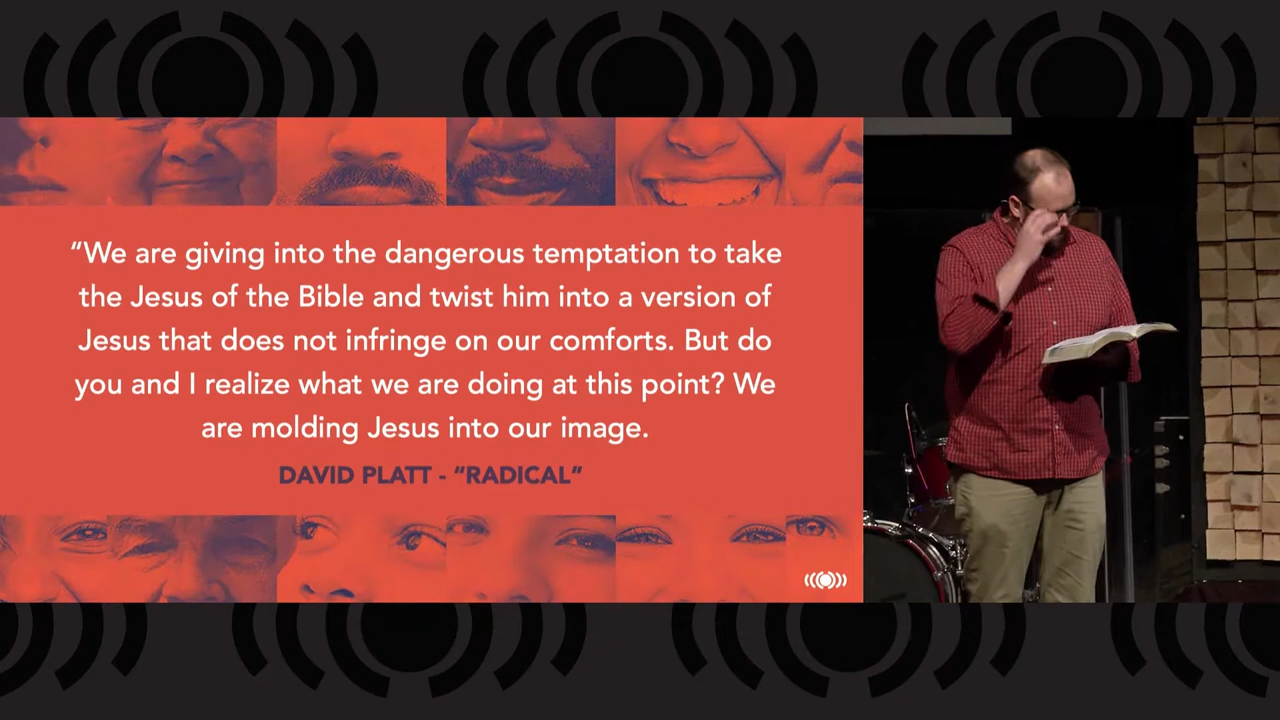 “We are giving into the dangerous temptation to take
the Jesus of the Bible and twist him into a version of
Jesus that does not infringe on our comforts. But do
you and I realize what we are doing at this point? We
are molding Jesus into our image.
DAVID PLATT - “RADICAL”